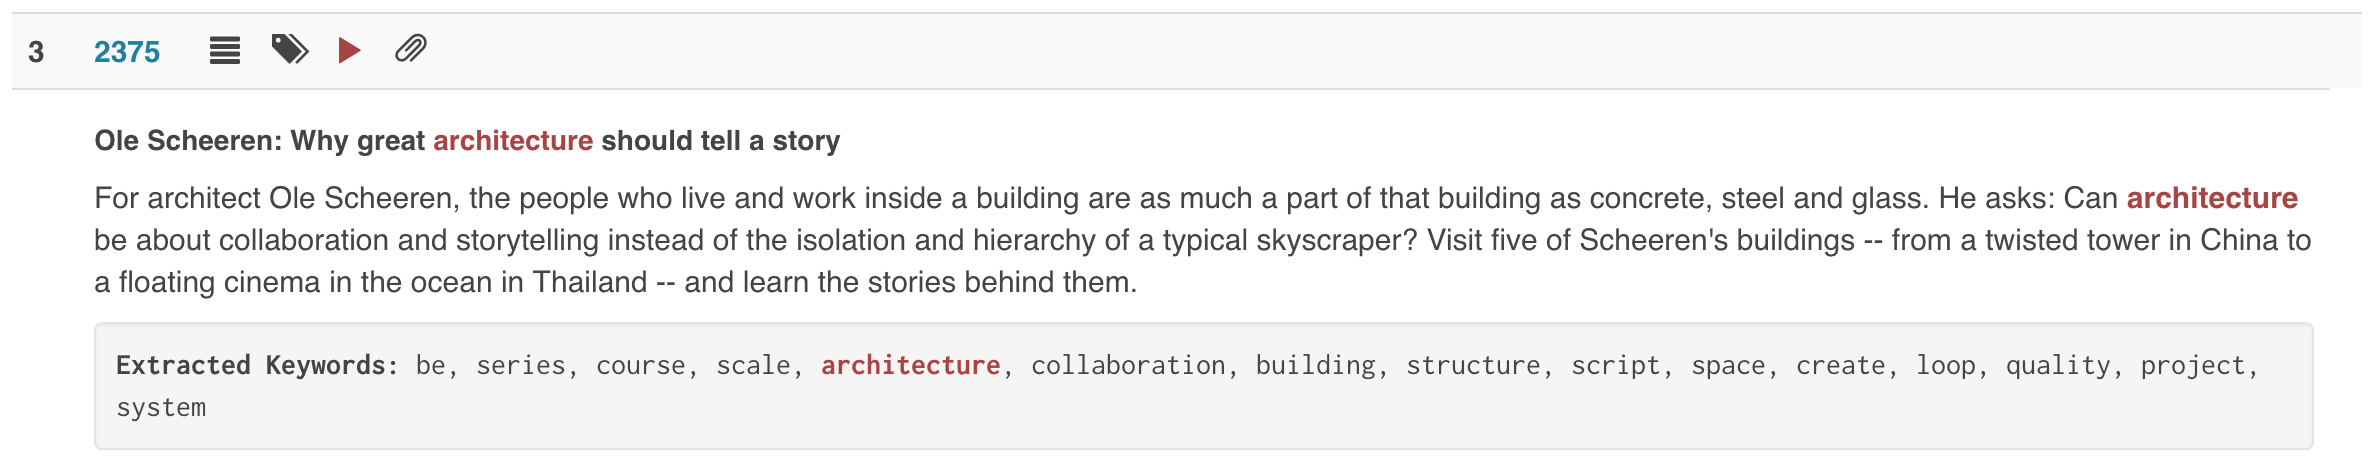 3 2375
Ole Scheeren: Why great architecture should tell a story
For architect Ole Scheeren, the people who live and work inside a building are as much a part of that building as concrete, steel and glass. He asks: Can architecture
be about collaboration and storytelling instead of the isolation and hierarchy of a typical skyscraper? Visit five of Scheeren's buildings -- from a twisted tower in China to
a floating cinema in the ocean in Thailand -- and learn the stories behind them.
Extracted Keywords: be, series, course, scale, architecture, collaboration, building, structure, script, space, create, loop, quality, project,
system